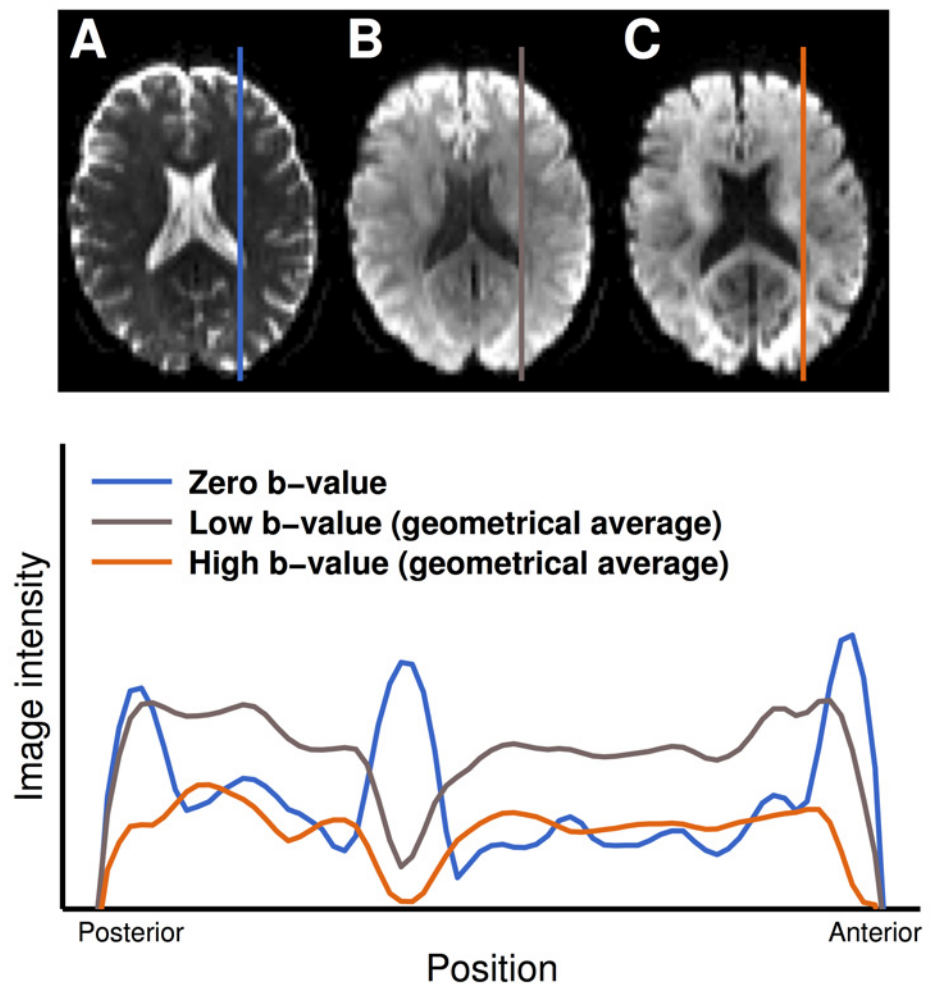 A B C
Zero b−value
Low b−value (geometrical average)
High b−value (geometrical average)
Image intensity
Posterior Anterior
Position